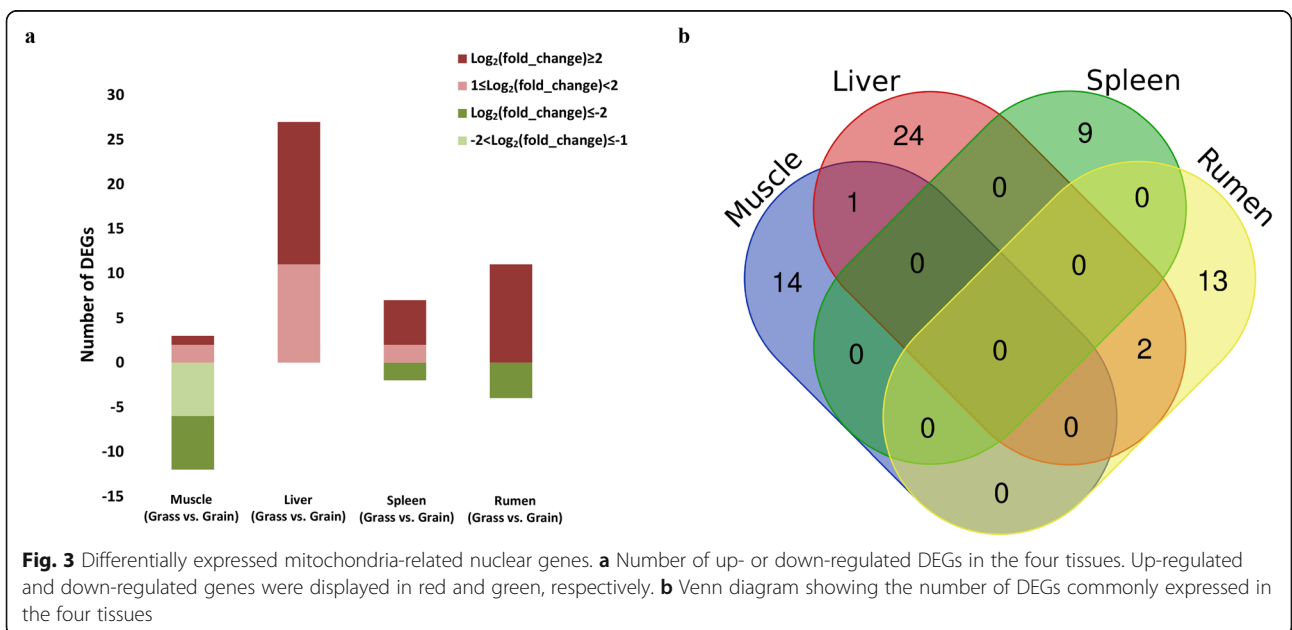 a
Log₂(fold_change)≥2
1≤Log₂(fold_change)<2
Log₂(fold_change)≤-2
-2<Log₂(fold_change)≤-1
Number of DEGs
30
25
20
15
10
5
0
-5
-10
-15
Muscle
(Grass vs. Grain)
Liver
(Grass vs. Grain)
Spleen
(Grass vs. Grain)
Rumen
(Grass vs. Grain)
b
Liver
Spleen
Muscle
Rumen
24
9
1
0
0
14
0
0
13
0
0
2
0
0
0
Fig. 3 Differentially expressed mitochondria-related nuclear genes. a Number of up- or down-regulated DEGs in the four tissues. Up-regulated
and down-regulated genes were displayed in red and green, respectively. b Venn diagram showing the number of DEGs commonly expressed in
the four tissues